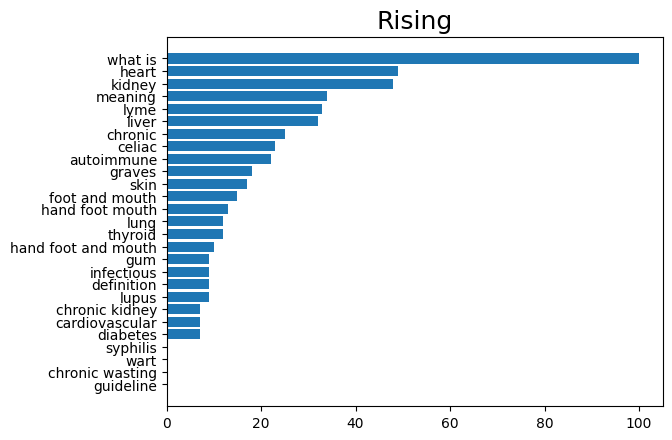 Rising
what is
heart
kidney
meaning
lyme
liver
chronic
celiac
autoimmune
graves
skin
foot and mouth
hand foot mouth
lung
thyroid
hand foot and mouth
gum
infectious
definition
lupus
chronic kidney
cardiovascular
diabetes
syphilis
wart
chronic wasting
guideline
0 20 40 60 80 100